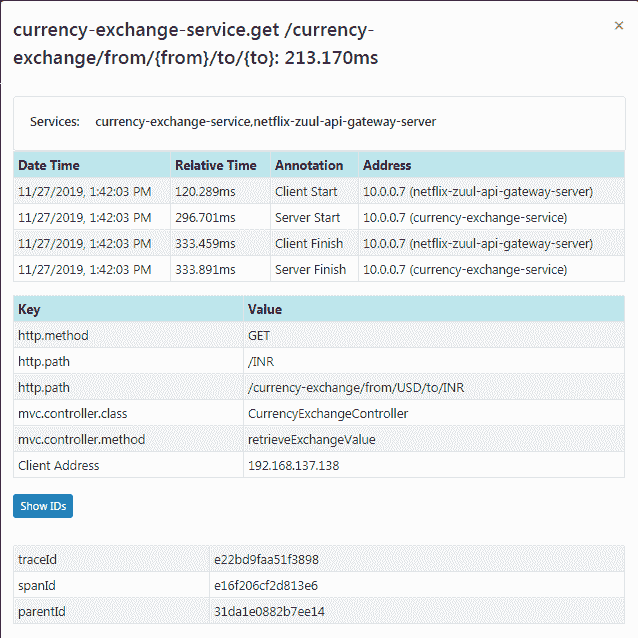 currency-exchange-service.get /currency-
exchange/from/{from}/to/{to}: 213.170ms
×
Services: currency-exchange-service,netflix-zuul-api-gateway-server
Date Time Relative Time Annotation Address
11/27/2019, 1:42:03 PM 120.289ms Client Start 10.0.0.7 (netflix-zuul-api-gateway-server)
11/27/2019, 1:42:03 PM 296.701ms Server Start 10.0.0.7 (currency-exchange-service)
11/27/2019, 1:42:03 PM 333.459ms Client Finish 10.0.0.7 (netflix-zuul-api-gateway-server)
11/27/2019, 1:42:03 PM 333.891ms Server Finish 10.0.0.7 (currency-exchange-service)
Key Value
http.method GET
http.path /INR
http.path /currency-exchange/from/USD/to/INR
mvc.controller.class CurrencyExchangeController
mvc.controller.method retrieveExchangeValue
Client Address 192.168.137.138
Show IDs
traceId e22bd9faa51f3898
spanId e16f206cf2d813e6
parentId 31da1e0882b7ee14